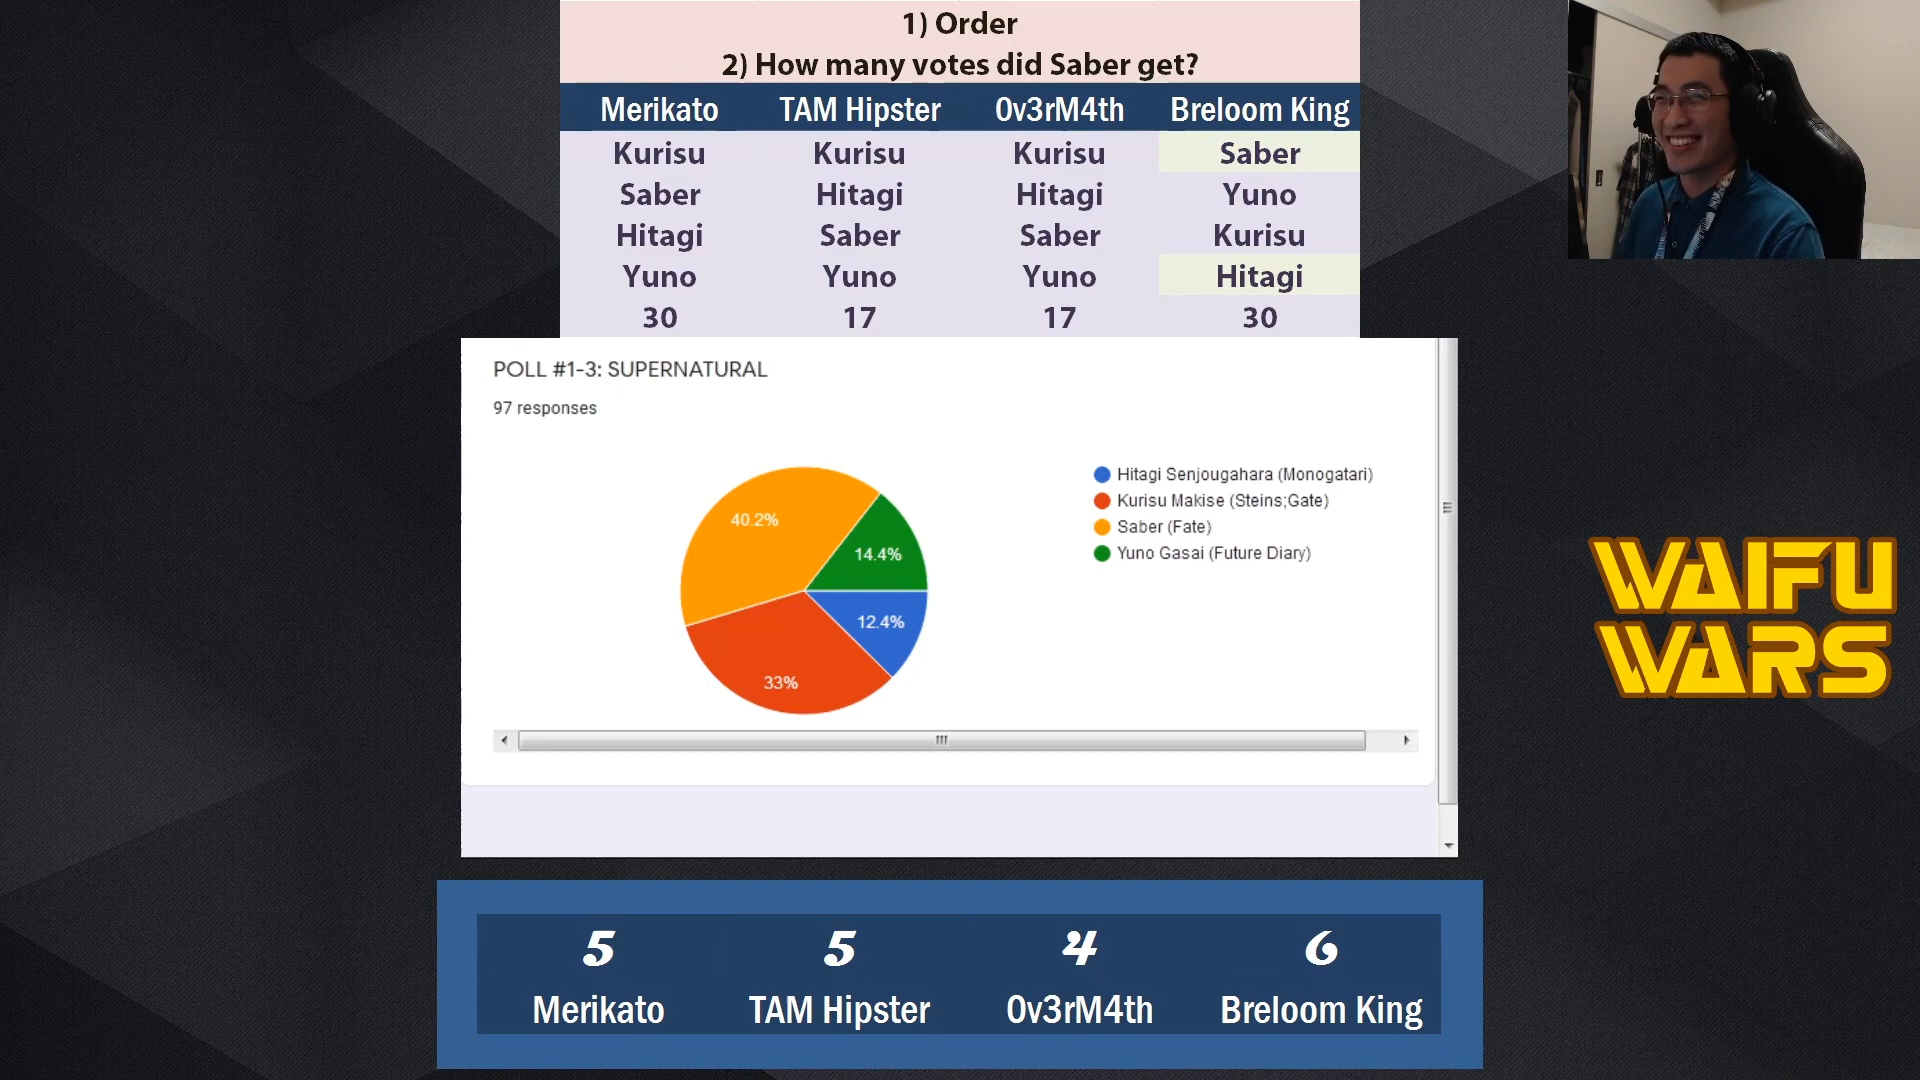 1) Order
2) How many votes did Saber get?
Merikato TAM Hipster 0v3rM4th Breloom King
Kurisu Kurisu Kurisu Saber
Saber Hitagi Hitagi Yuno
Hitagi Saber Saber Kurisu
Yuno Yuno Yuno Hitagi
30 17 17 30
POLL #1-3: SUPERNATURAL
97 responses
Hitagi Senjougahara (Monogatari)
Kurisu Makise (Steins;Gate)
Saber (Fate)
Yuno Gasai (Future Diary)
40.2%
14.4%
12.4%
33%
WAIFU
WARS
5 5 4 6
Merikato TAM Hipster 0v3rM4th Breloom King